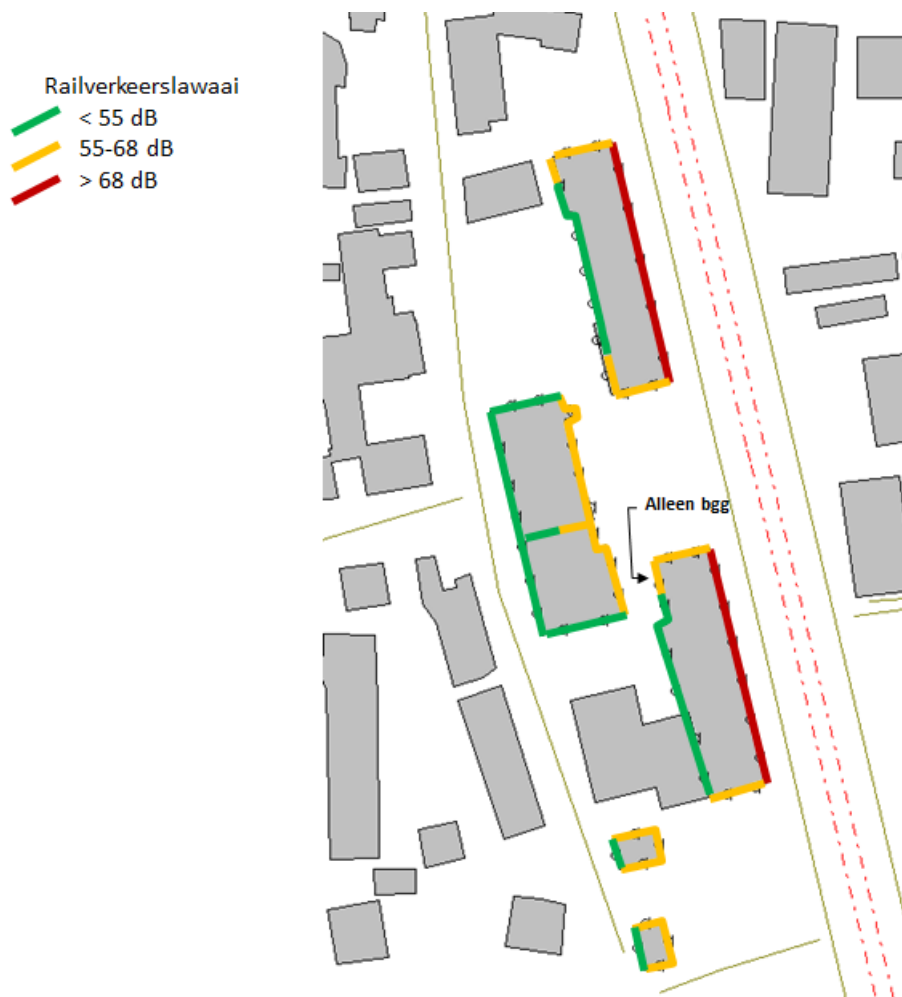 Railverkeerslawaai
< 55 dB
55-68 dB
> 68 dB
Alleen bgg